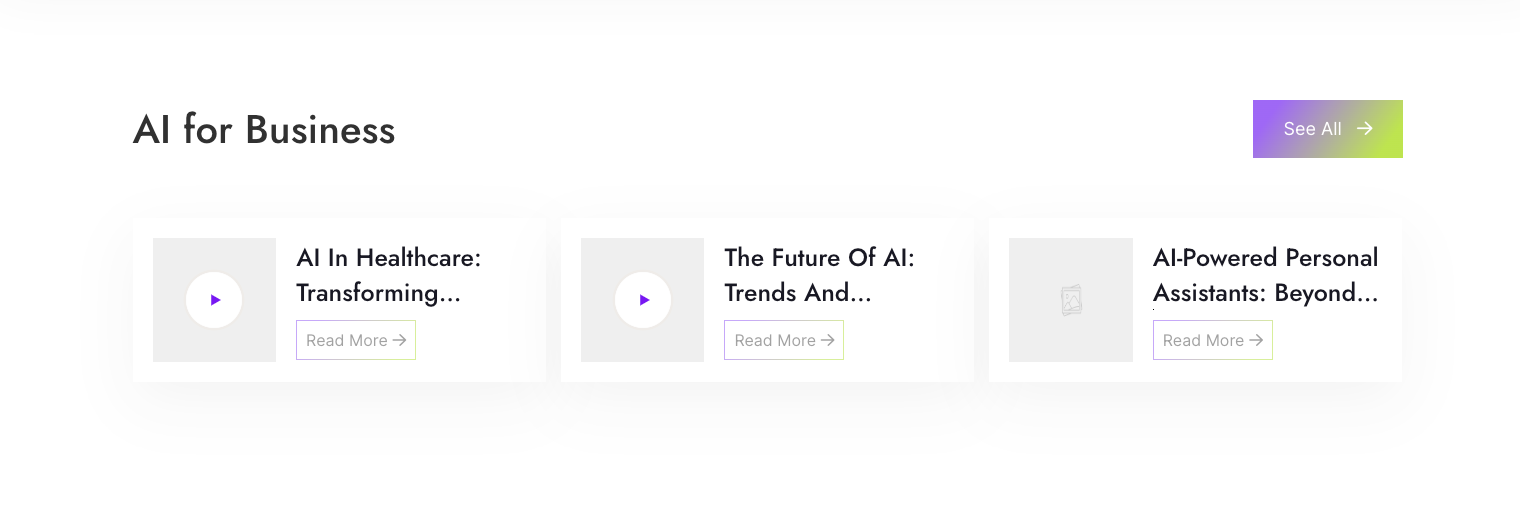 AI for Business
See All
AI In Healthcare:
Transforming...
Read More
The Future Of AI:
Trends And...
Read More
AI-Powered Personal
Assistants: Beyond...
Read More